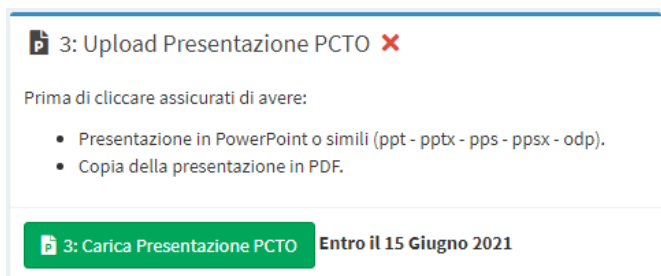 3: Upload Presentazione PCTO
Prima di cliccare assicurati di avere:
Presentazione in PowerPoint o simili (ppt - pptx - pps - ppsx - odp).
Copia della presentazione in PDF.
3: Carica Presentazione PCTO Entro il 15 Giugno 2021